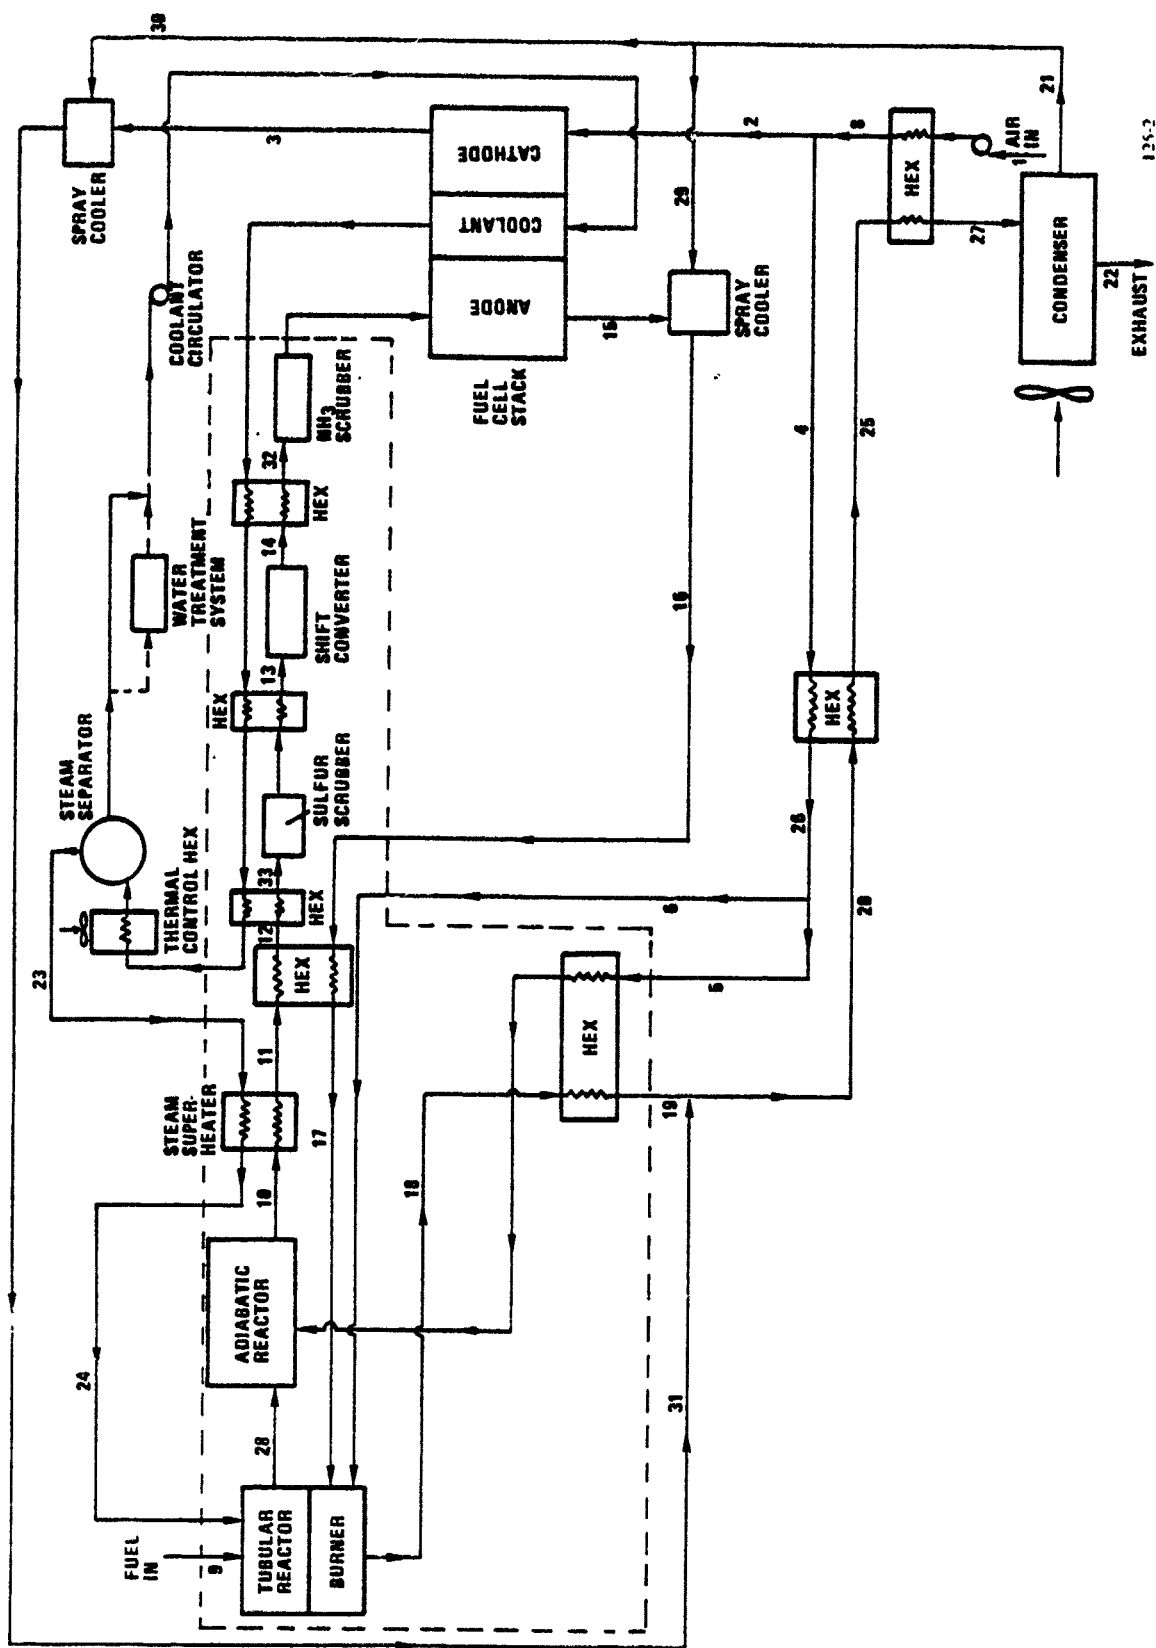 30
SPRAY
COOLER
3
CATHODE
COOLANT
ANODE
FUEL
CELL
STACK
2
8
1
AIR
IN
HEX
21
29
15
SPRAY
COOLER
27
CONDENSER
22
EXHAUST
125-2
COOLANT
CIRCULATOR
NH3
SCRUBBER
32
HEX
14
SHIFT
CONVERTER
13
HEX
WATER
TREATMENT
SYSTEM
STEAM
SEPARATOR
THERMAL
CONTROL HEX
SULFUR
SCRUBBER
33
HEX
12
HEX
16
4
25
HEX
26
20
6
5
HEX
19
23
11
STEAM
SUPER-
HEATER
10
17
18
24
ADIABATIC
REACTOR
28
31
FUEL
IN
9
TUBULAR
REACTOR
BURNER